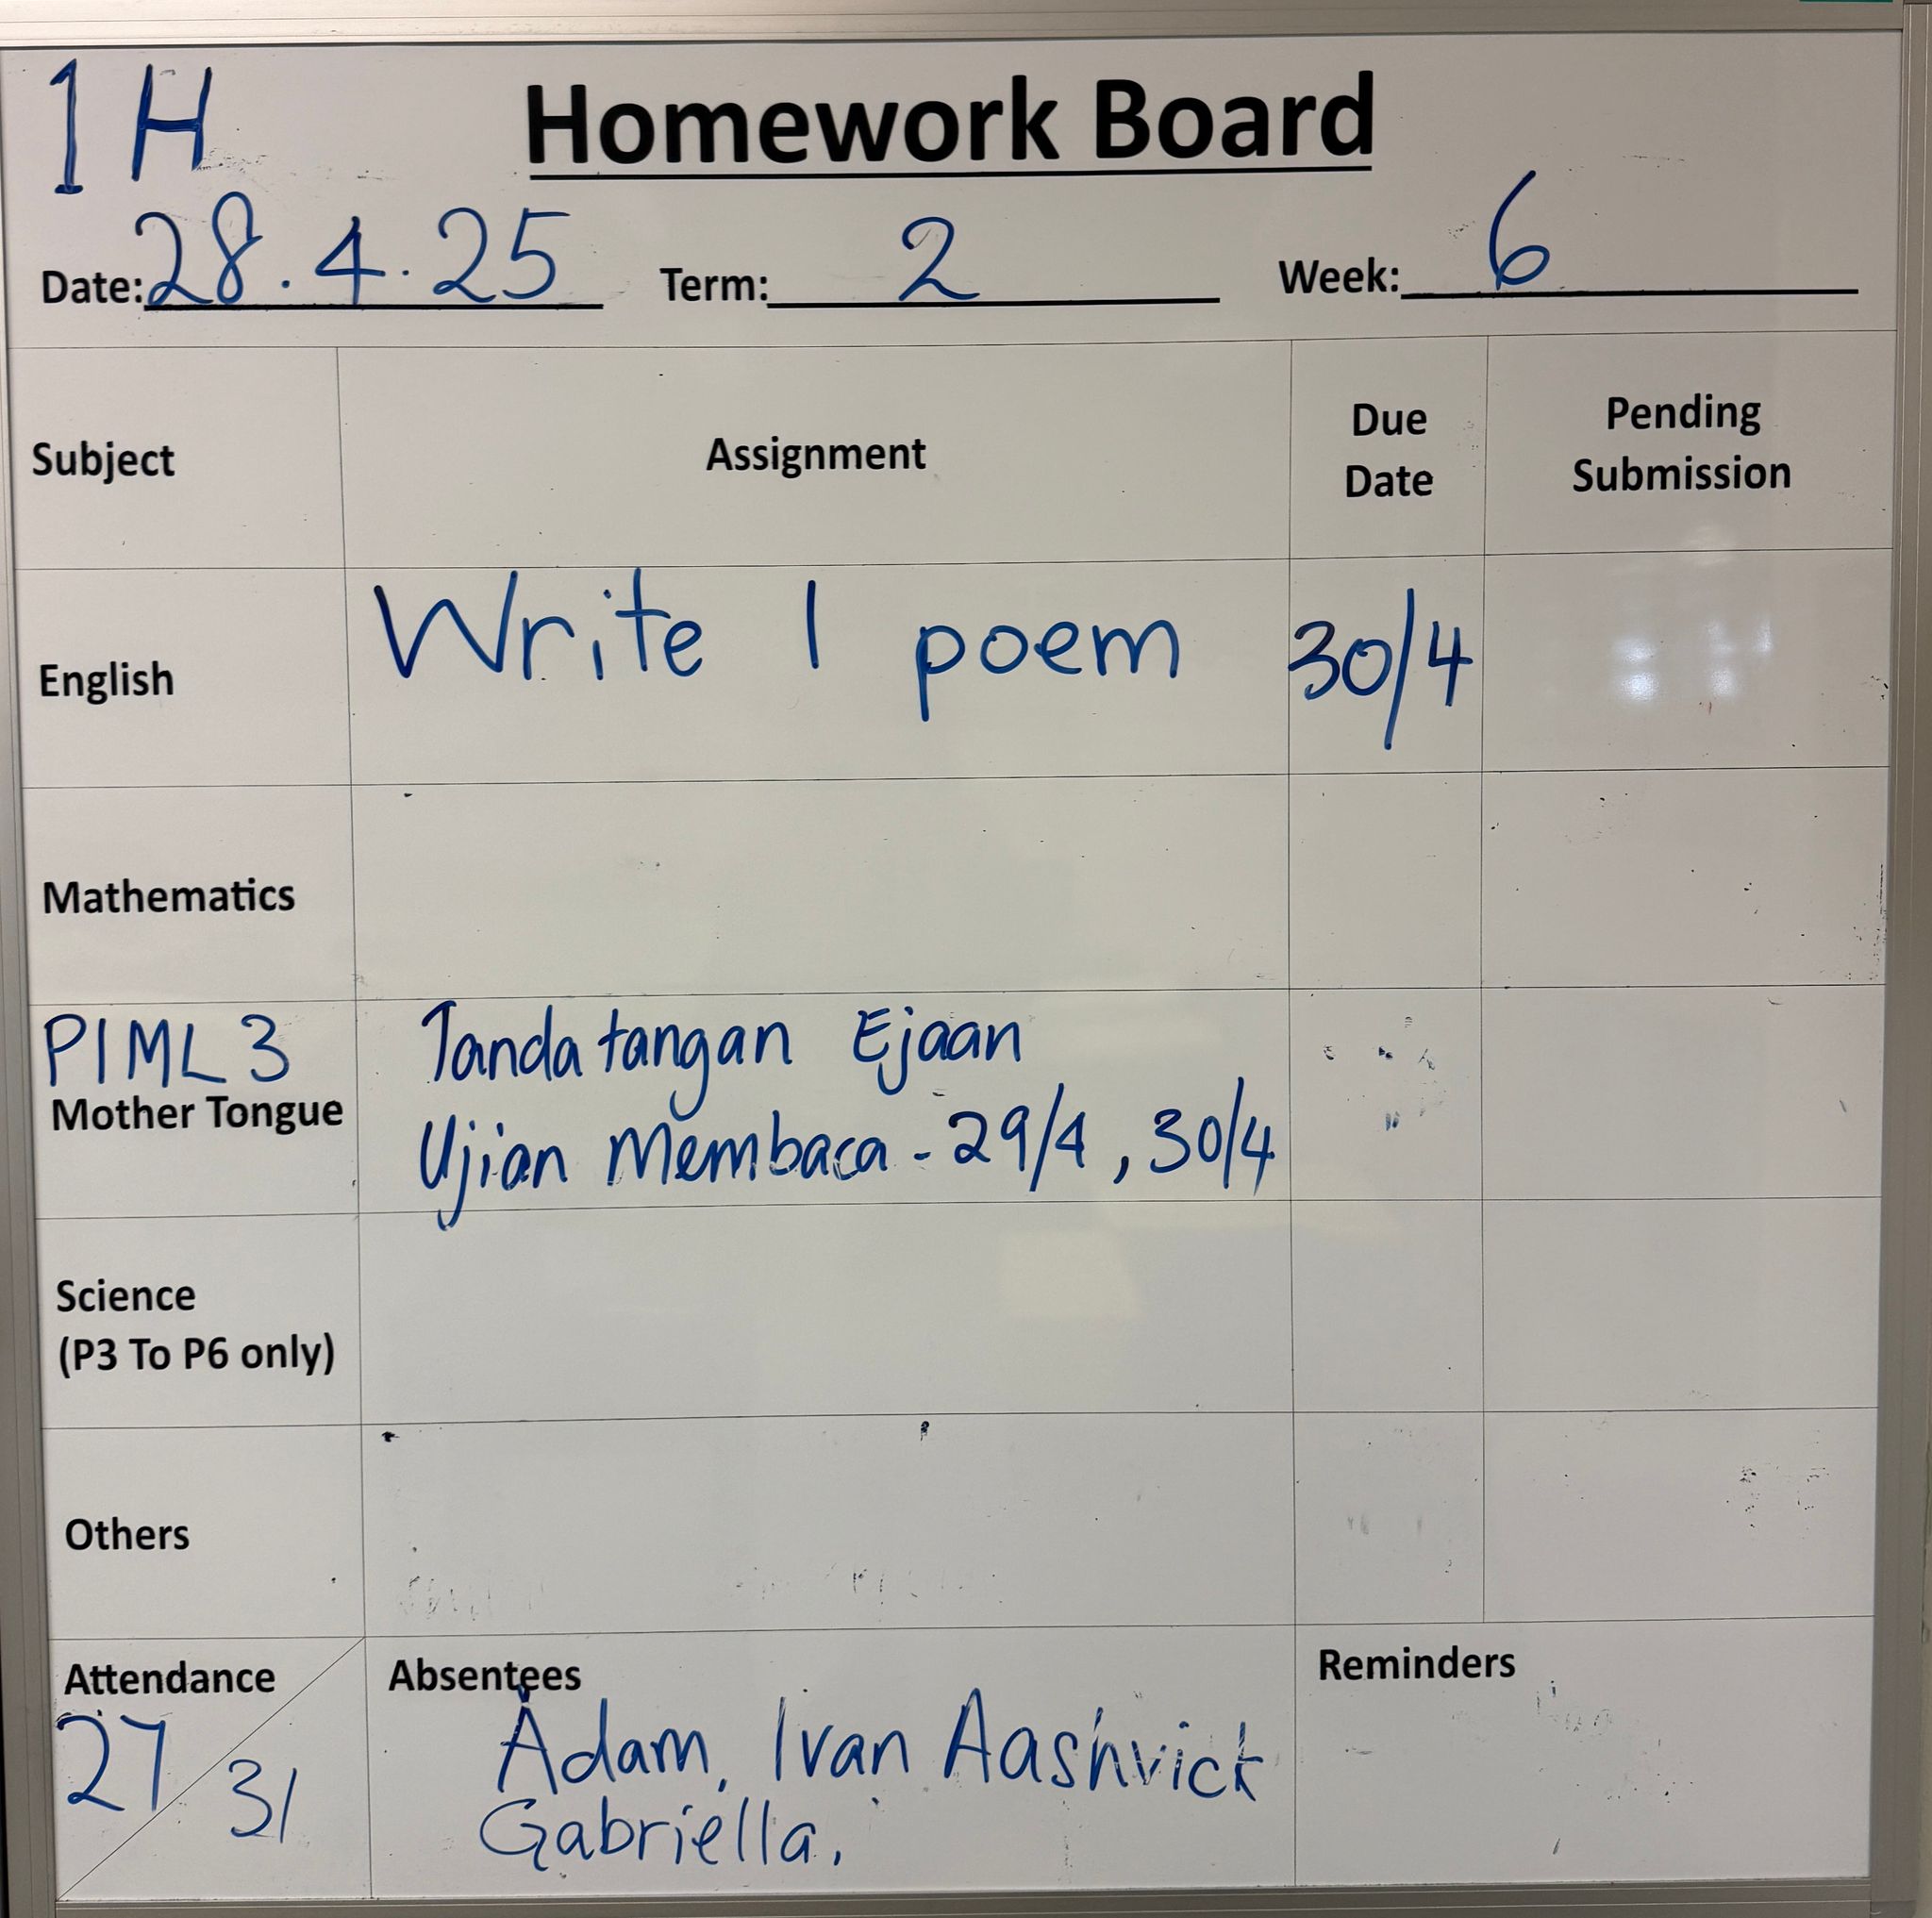 1H
Homework Board
Date: 28.4.25 Term: 2 Week: 6
Subject Assignment Due Date Pending Submission
English Write 1 poem 30/4
Mathematics
P1ML3 Tandatangan Ejaan
Mother Tongue Ujian Membaca - 29/4, 30/4
Science
(P3 To P6 only)
Others
Attendance Absentees Reminders
27/31 Adam, Ivan Aashvick
Gabriella.